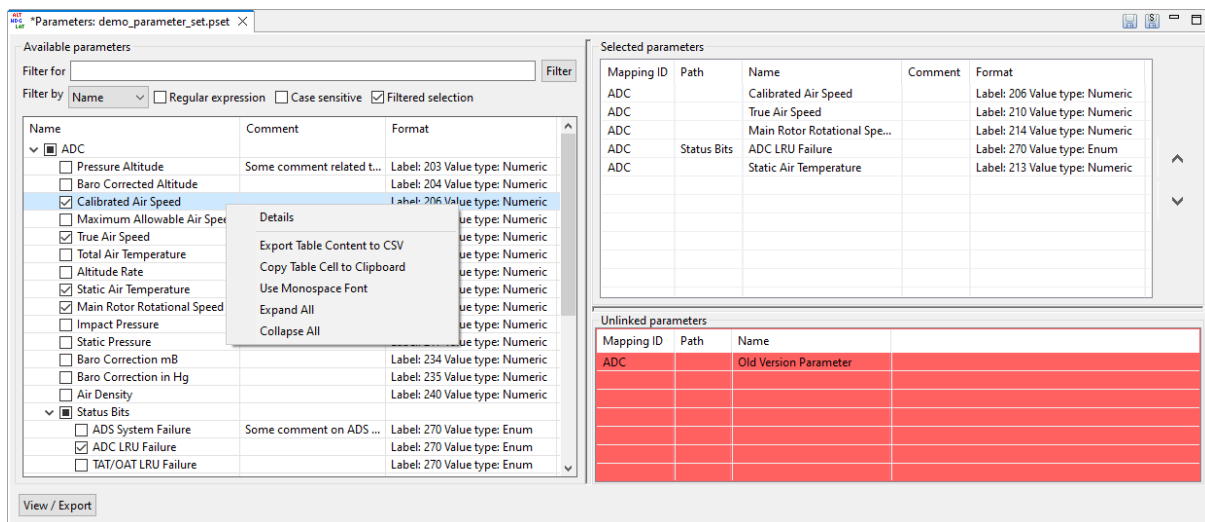 ALT
HDG
LAT
*Parameters: demo_parameter_set.pset
Available parameters
Filter for
Filter
Filter by Name Regular expression Case sensitive Filtered selection
Name Comment Format
ADC
Pressure Altitude Some comment related t... Label: 203 Value type: Numeric
Baro Corrected Altitude Label: 204 Value type: Numeric
Calibrated Air Speed Label: 206 Value type: Numeric
Maximum Allowable Air Spee ue type: Numeric
True Air Speed ue type: Numeric
Total Air Temperature ue type: Numeric
Altitude Rate ue type: Numeric
Static Air Temperature ue type: Numeric
Main Rotor Rotational Speed ue type: Numeric
Impact Pressure ue type: Numeric
Static Pressure Value type: Numeric
Baro Correction mB Label: 234 Value type: Numeric
Baro Correction in Hg Label: 235 Value type: Numeric
Air Density Label: 240 Value type: Numeric
Status Bits
ADS System Failure Some comment on ADS ... Label: 270 Value type: Enum
ADC LRU Failure Label: 270 Value type: Enum
TAT/OAT LRU Failure Label: 270 Value type: Enum
Details
Export Table Content to CSV
Copy Table Cell to Clipboard
Use Monospace Font
Expand All
Collapse All
View / Export
Selected parameters
Mapping ID Path Name Comment Format
ADC Calibrated Air Speed Label: 206 Value type: Numeric
ADC True Air Speed Label: 210 Value type: Numeric
ADC Main Rotor Rotational Spe... Label: 214 Value type: Numeric
ADC Status Bits ADC LRU Failure Label: 270 Value type: Enum
ADC Static Air Temperature Label: 213 Value type: Numeric
Unlinked parameters
Mapping ID Path Name
ADC Old Version Parameter